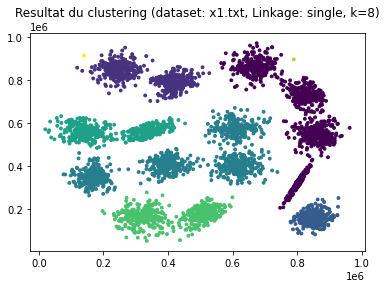 Resultat du clustering (dataset: x1.txt, Linkage: single, k=8)
1e6
1.0
0.8
0.6
0.4
0.2
0.0 0.2 0.4 0.6 0.8 1.0
1e6